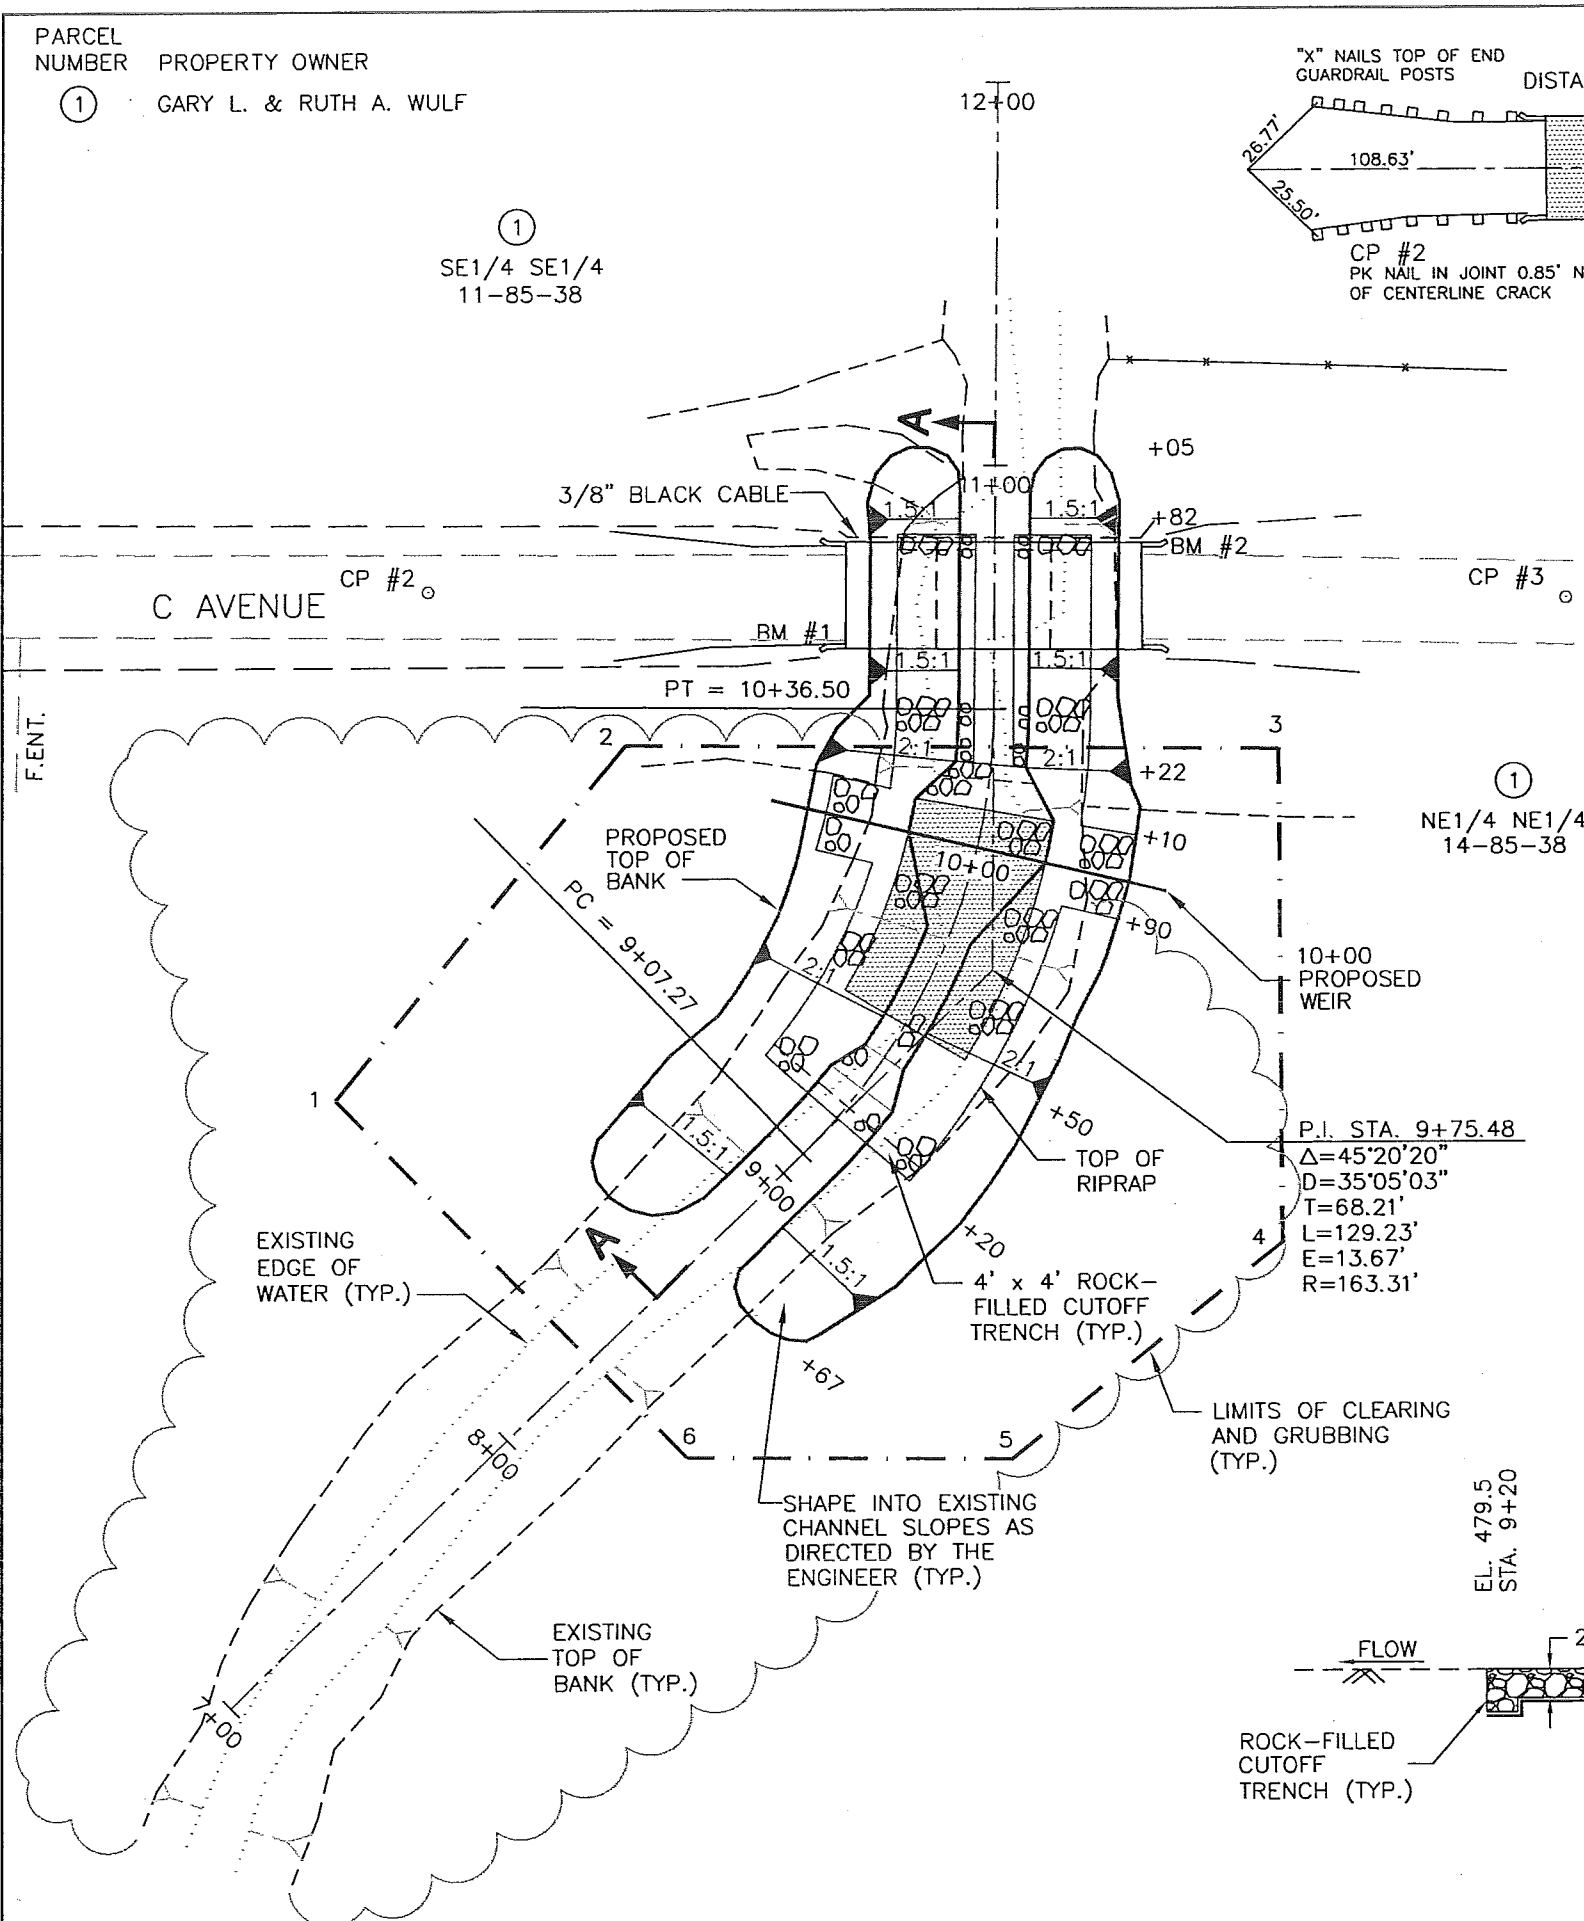 PARCEL
NUMBER PROPERTY OWNER
1 GARY L. & RUTH A. WULF
12+00
"X" NAILS TOP OF END
GUARDRAIL POSTS
DISTA
26.77'
108.63'
25.50'
CP #2
PK NAIL IN JOINT 0.85' N
OF CENTERLINE CRACK
1
SE1/4 SE1/4
11-85-38
A
+05
3/8" BLACK CABLE
11+00
1.5:1
1.5:1
+82
BM #2
CP #2
CP #3
C AVENUE
BM #1
1.5:1
1.5:1
PT = 10+36.50
F.ENT.
2
3
2:1
2:1
+22
1
NE1/4 NE1/4
14-85-38
PROPOSED
TOP OF
BANK
+10
10+00
PC = 9+07.27
+90
10+00
PROPOSED
WEIR
2:1
2:1
1
+50
P.I. STA. 9+75.48
Δ=45°20'20"
D=35°05'03"
T=68.21'
L=129.23'
E=13.67'
R=163.31'
1.5:1
TOP OF
RIPRAP
9+00
EXISTING
EDGE OF
WATER (TYP.)
A
+20
4
1.5:1
4' x 4' ROCK-
FILLED CUTOFF
TRENCH (TYP.)
+67
LIMITS OF CLEARING
AND GRUBBING
(TYP.)
8+00
6
5
SHAPE INTO EXISTING
CHANNEL SLOPES AS
DIRECTED BY THE
ENGINEER (TYP.)
EL. 479.5
STA. 9+20
EXISTING
TOP OF
BANK (TYP.)
FLOW
2
+00
ROCK-FILLED
CUTOFF
TRENCH (TYP.)